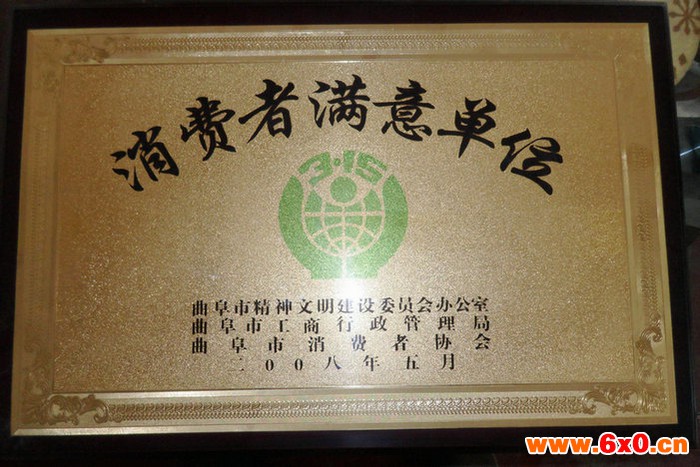 消费者满意单位
3·15
曲阜市精神文明建设委员会办公室
曲阜市工商行政管理局
曲阜市消费者协会
二00八年五月
www.6x0.cn